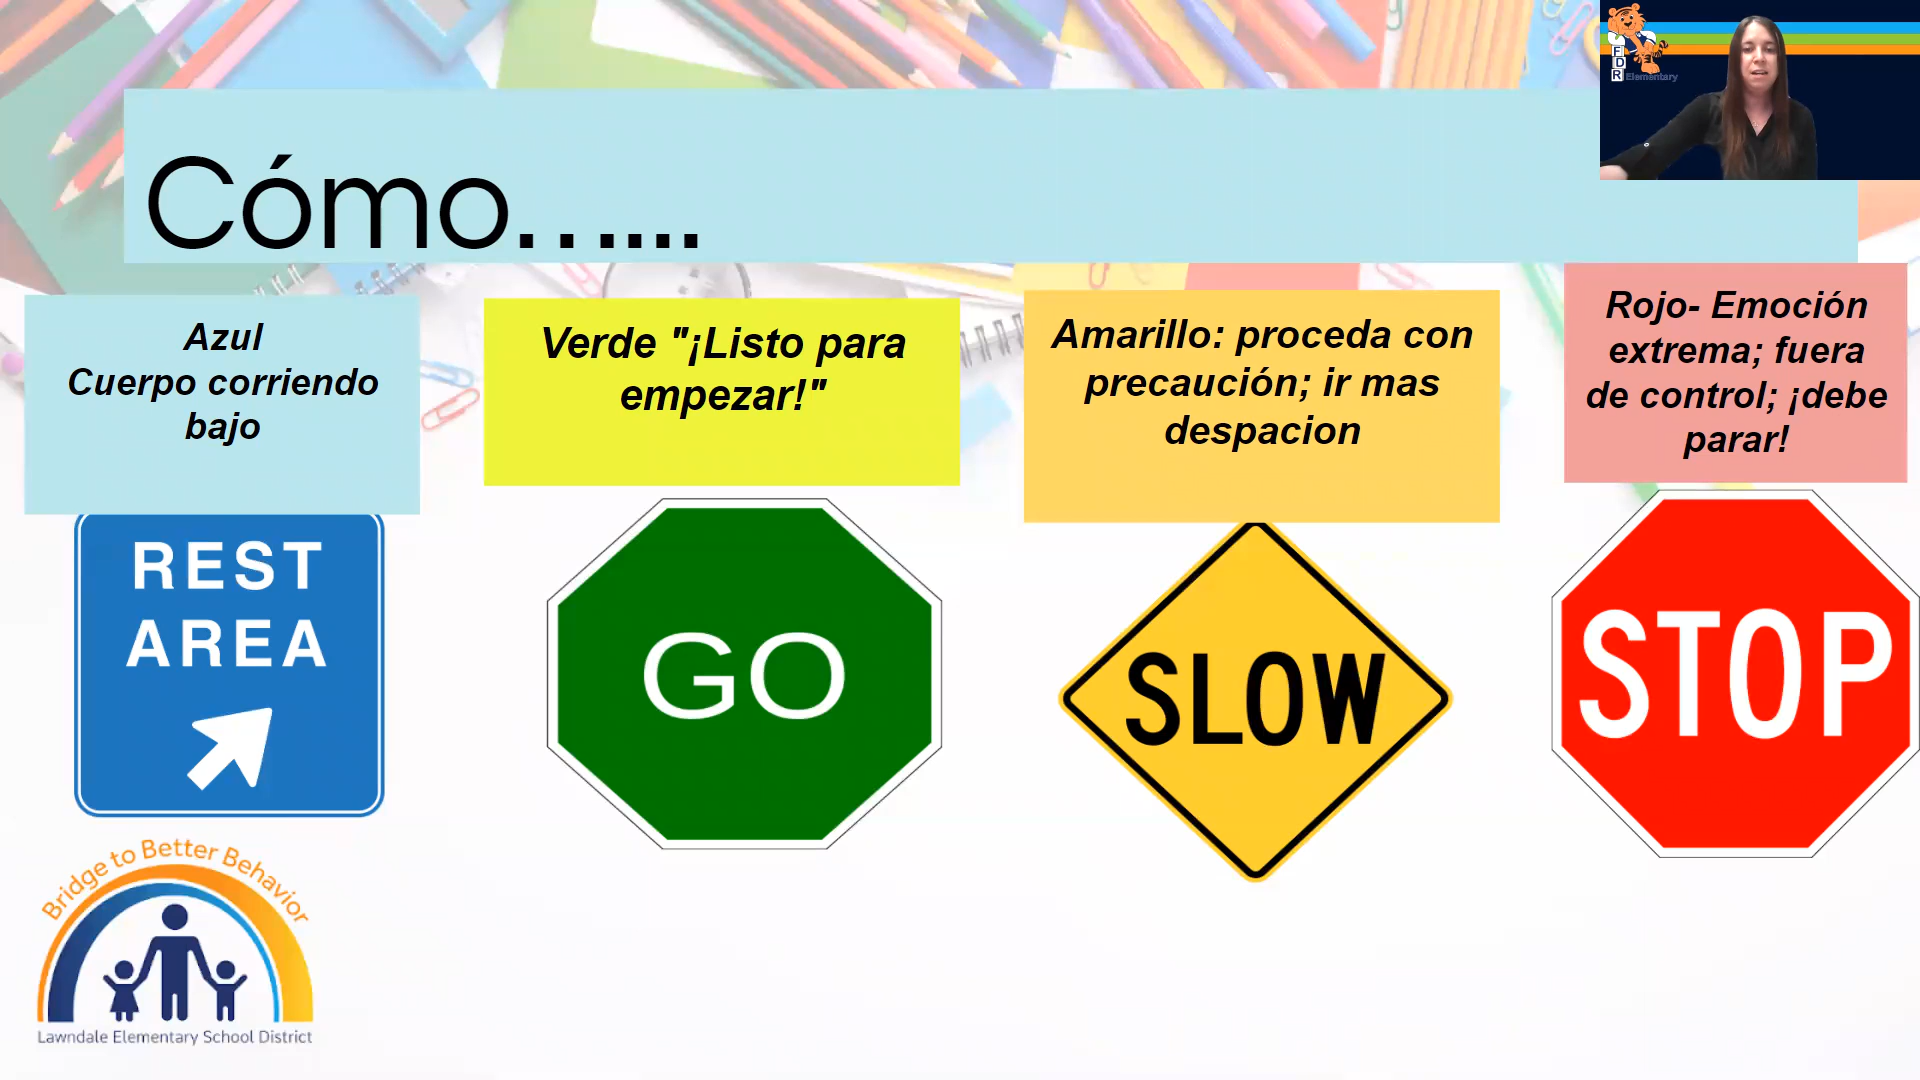 FDR
Elementary
Cómo.......
Azul
Cuerpo corriendo
bajo
Verde "¡Listo para
empezar!"
Amarillo: proceda con
precaución; ir mas
despacion
Rojo- Emoción
extrema; fuera
de control; ¡debe
parar!
REST
AREA
GO
SLOW
STOP
Bridge to Better Behavior
Lawndale Elementary School District